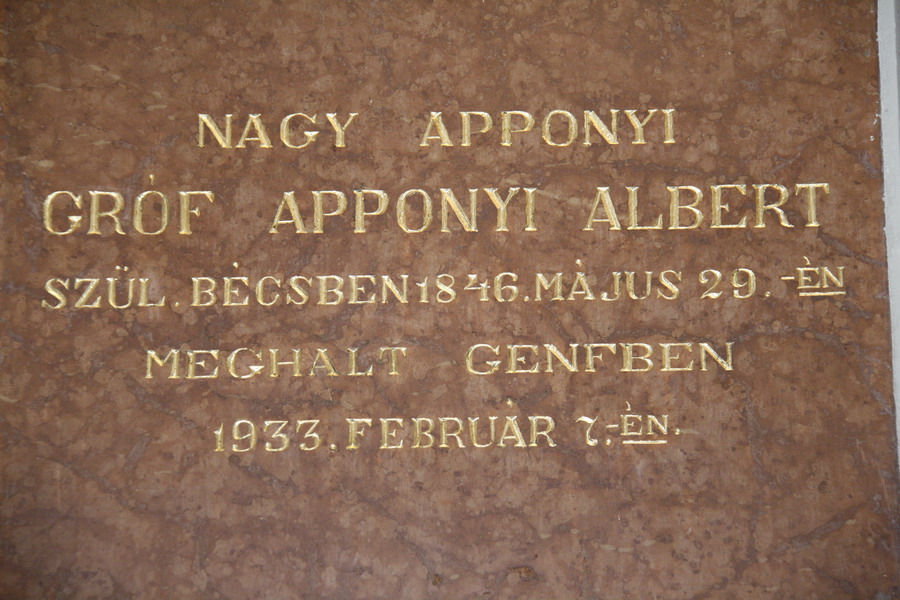 NAGY APPONYI
GRÓF APPONYI ALBERT
SZÜL. BÉCSBEN 1846. MÁJUS 29.-ÉN
MEGHALT GENFBEN
1933. FEBRUÁR 7.-ÉN.